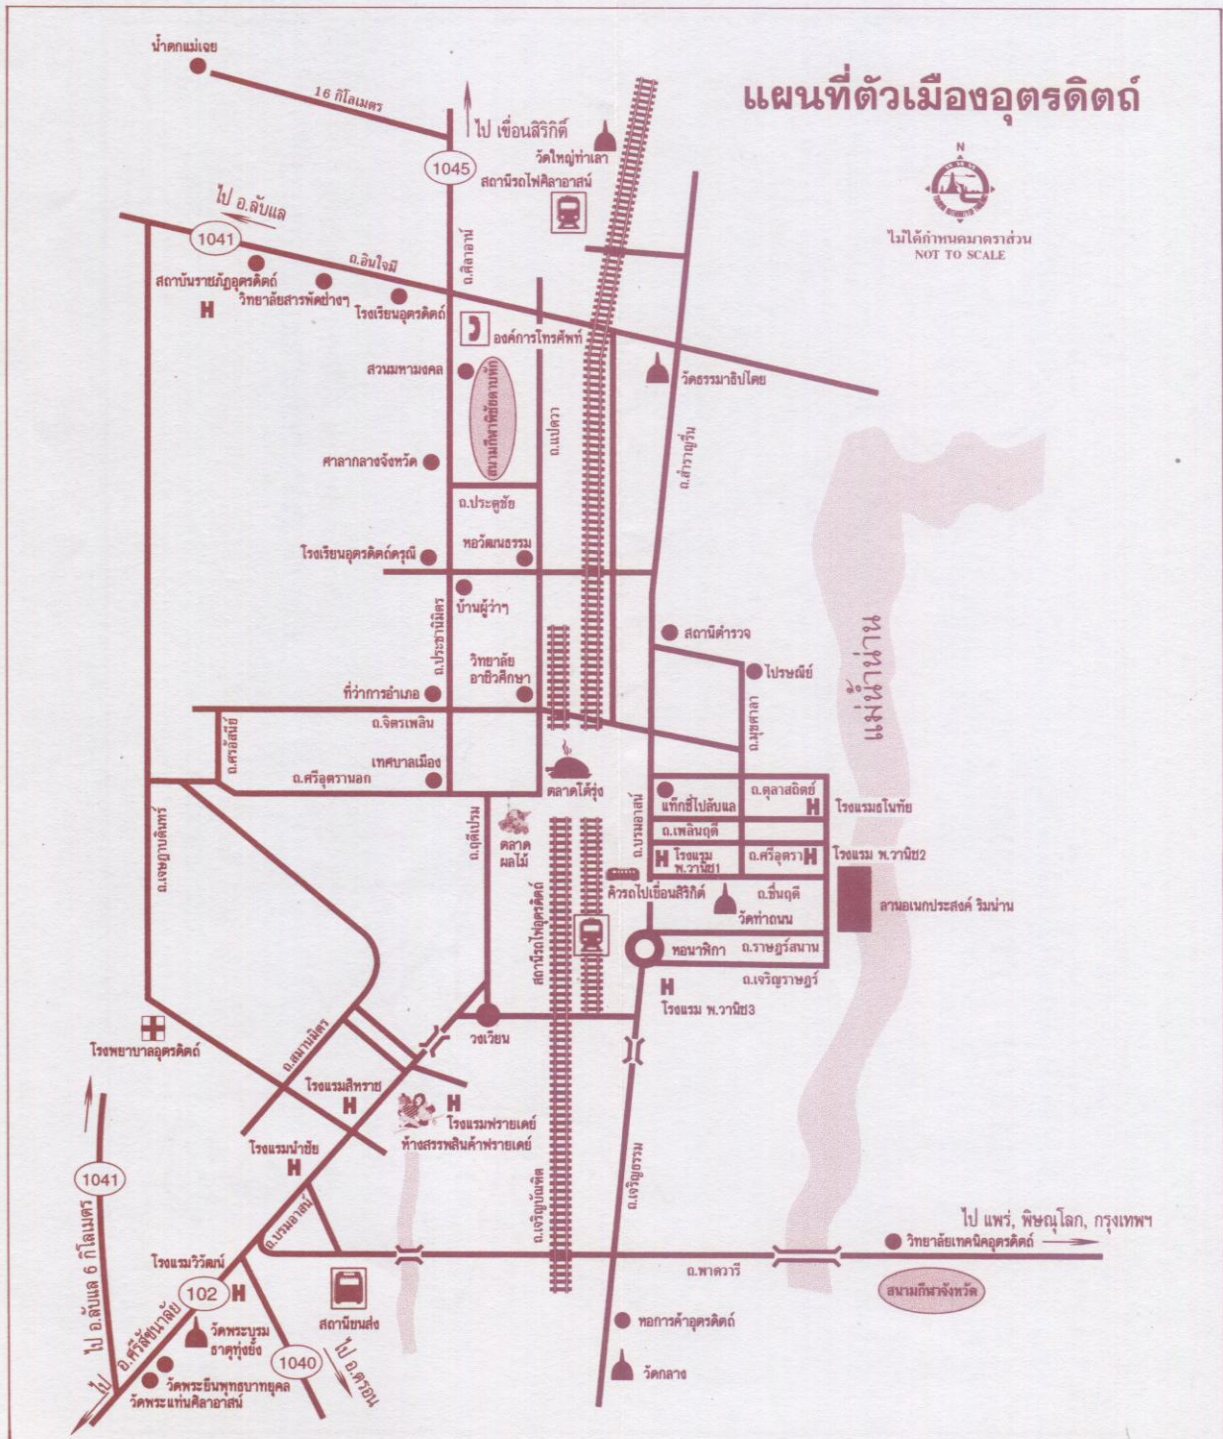 แผนที่ตัวเมืองอุตรดิตถ์
N
ไม่ได้กำหนดมาตราส่วน
NOT TO SCALE
น้ำตกแม่เฉย
16 กิโลเมตร
ไป เขื่อนสิริกิติ์
วัดใหญ่ท่าเสา
1045
สถานีรถไฟศิลาอาสน์
ไป อ.ลับแล
1041
ถ.อินใจมี
ถ.ศิลาอาน์
สถาบันราชภัฏอุตรดิตถ์
H
วิทยาลัยสารพัดช่างฯ
โรงเรียนอุตรดิตถ์
องค์การโทรศัพท์
สวนมหามงคล
สนามกีฬาพิชัยดาบหัก
วัดธรรมาธิปไตย
ถ.แปดวา
ถ.สำราญรื่น
ศาลากลางจังหวัด
ถ.ประตูชัย
โรงเรียนอุตรดิตถ์ดรุณี
หอวัฒนธรรม
บ้านผู้ว่าฯ
ถ.ประชานิมิตร
สถานีตำรวจ
แม่น้ำน่าน
วิทยาลัย
อาชีวศึกษา
ไปรษณีย์
ที่ว่าการอำเภอ
ถ.จิตรเพลิน
ถ.มุขศาลา
ถ.ศรอัสนีย์
เทศบาลเมือง
ถ.ศรีอุตรานอก
ตลาดโต้รุ่ง
แท๊กซี่ไปลับแล
ถ.ตุลาสถิตย์
H
โรงแรมธโนทัย
ถ.ฤดีเปรม
ตลาด
ผลไม้
ถ.บรมอาสน์
ถ.เพลินฤดี
H
โรงแรม
พ.วานิช1
ถ.ศรีอุตรา
H
โรงแรม พ.วานิช2
ถ.เจษฎาบดินทร์
คิวรถไปเขื่อนสิริกิติ์
ถ.ชื่นฤดี
วัดท่าถนน
ลานอเนกประสงค์ ริมน่าน
สถานีรถไฟอุตรดิตถ์
หอนาฬิกา
ถ.ราษฎร์สนาน
ถ.เจริญราษฎร์
H
โรงแรม พ.วานิช3
วงเวียน
โรงพยาบาลอุตรดิตถ์
ถ.สมานมิตร
โรงแรมสีหราช
H
H
โรงแรมฟรายเดย์
ห้างสรรพสินค้าฟรายเดย์
โรงแรมนำชัย
H
1041
ไป อ.ลับแล 6 กิโลเมตร
ถ.บรมอาสน์
ถ.เจริญบัณฑิต
ถ.เจริญธรรม
ไป แพร่, พิษณุโลก, กรุงเทพฯ
วิทยาลัยเทคนิคอุตรดิตถ์
ถ.พาดวารี
สนามกีฬาจังหวัด
โรงแรมวิวัฒน์
102
H
สถานีขนส่ง
หอการค้าอุตรดิตถ์
วัดพระบรม
ธาตุทุ่งยั้ง
1040
ไป อ.ตรอน
วัดกลาง
ไป อ.ศรีสัชนาลัย
วัดพระยืนพุทธบาทยุคล
วัดพระแท่นศิลาอาสน์